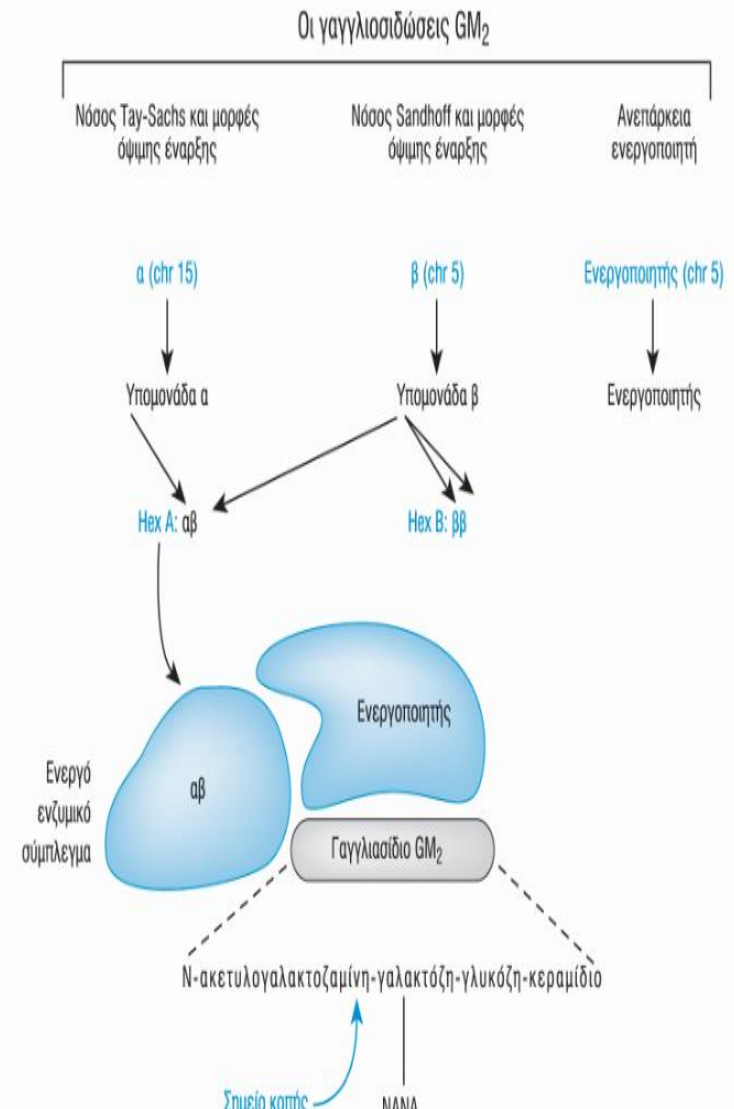 Οι γαγγλιοσιδώσεις GM2
Νόσος Tay-Sachs και μορφές
όψιμης έναρξης
Νόσος Sandhoff και μορφές
όψιμης έναρξης
Ανεπάρκεια
ενεργοποιητή
α (chr 15)
β (chr 5)
Ενεργοποιητής (chr 5)
Υπομονάδα α
Υπομονάδα β
Ενεργοποιητής
Hex A: αβ
Hex B: ββ
Ενεργοποιητής
αβ
Ενεργό
ενζυμικό
σύμπλεγμα
Γαγγλιασίδιο GM2
Ν-ακετυλογαλακτοζαμίνη-γαλακτόζη-γλυκόζη-κεραμίδιο
Σημείο κοπής
NANA